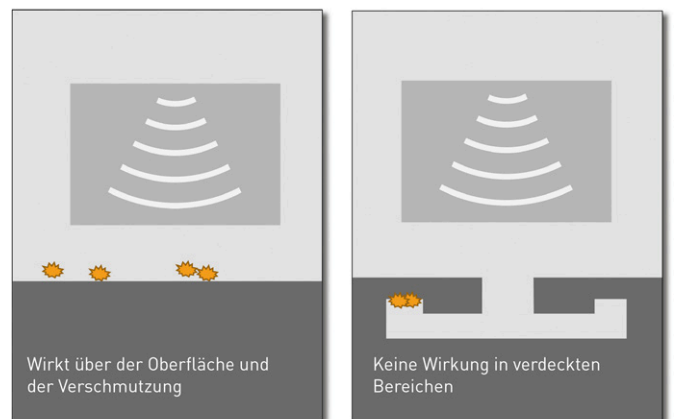 Wirkt über der Oberfläche und
der Verschmutzung
Keine Wirkung in verdeckten
Bereichen